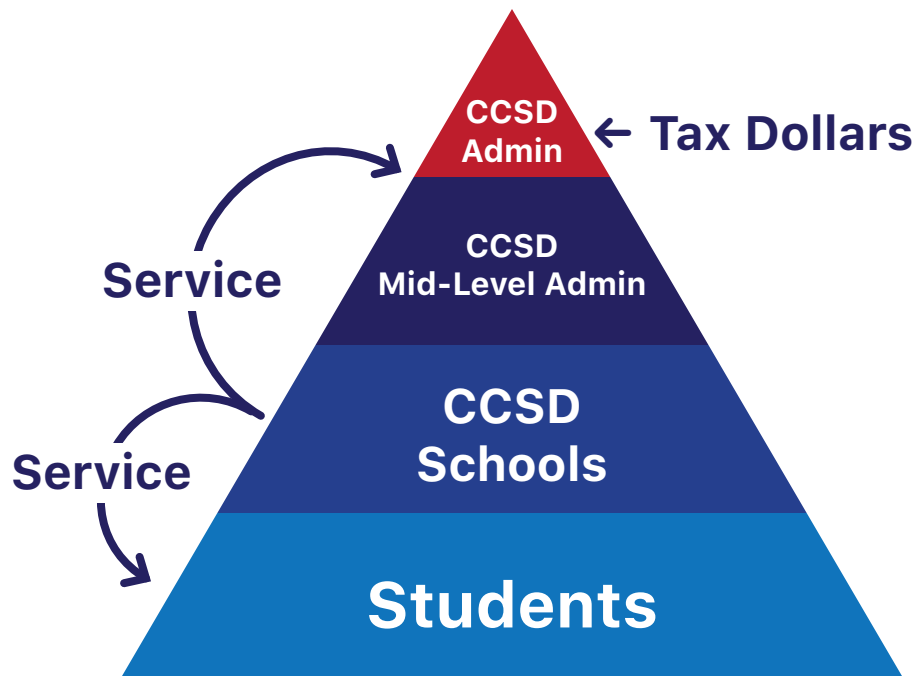 CCSD
Admin
Tax Dollars
CCSD
Mid-Level Admin
Service
CCSD
Schools
Service
Students